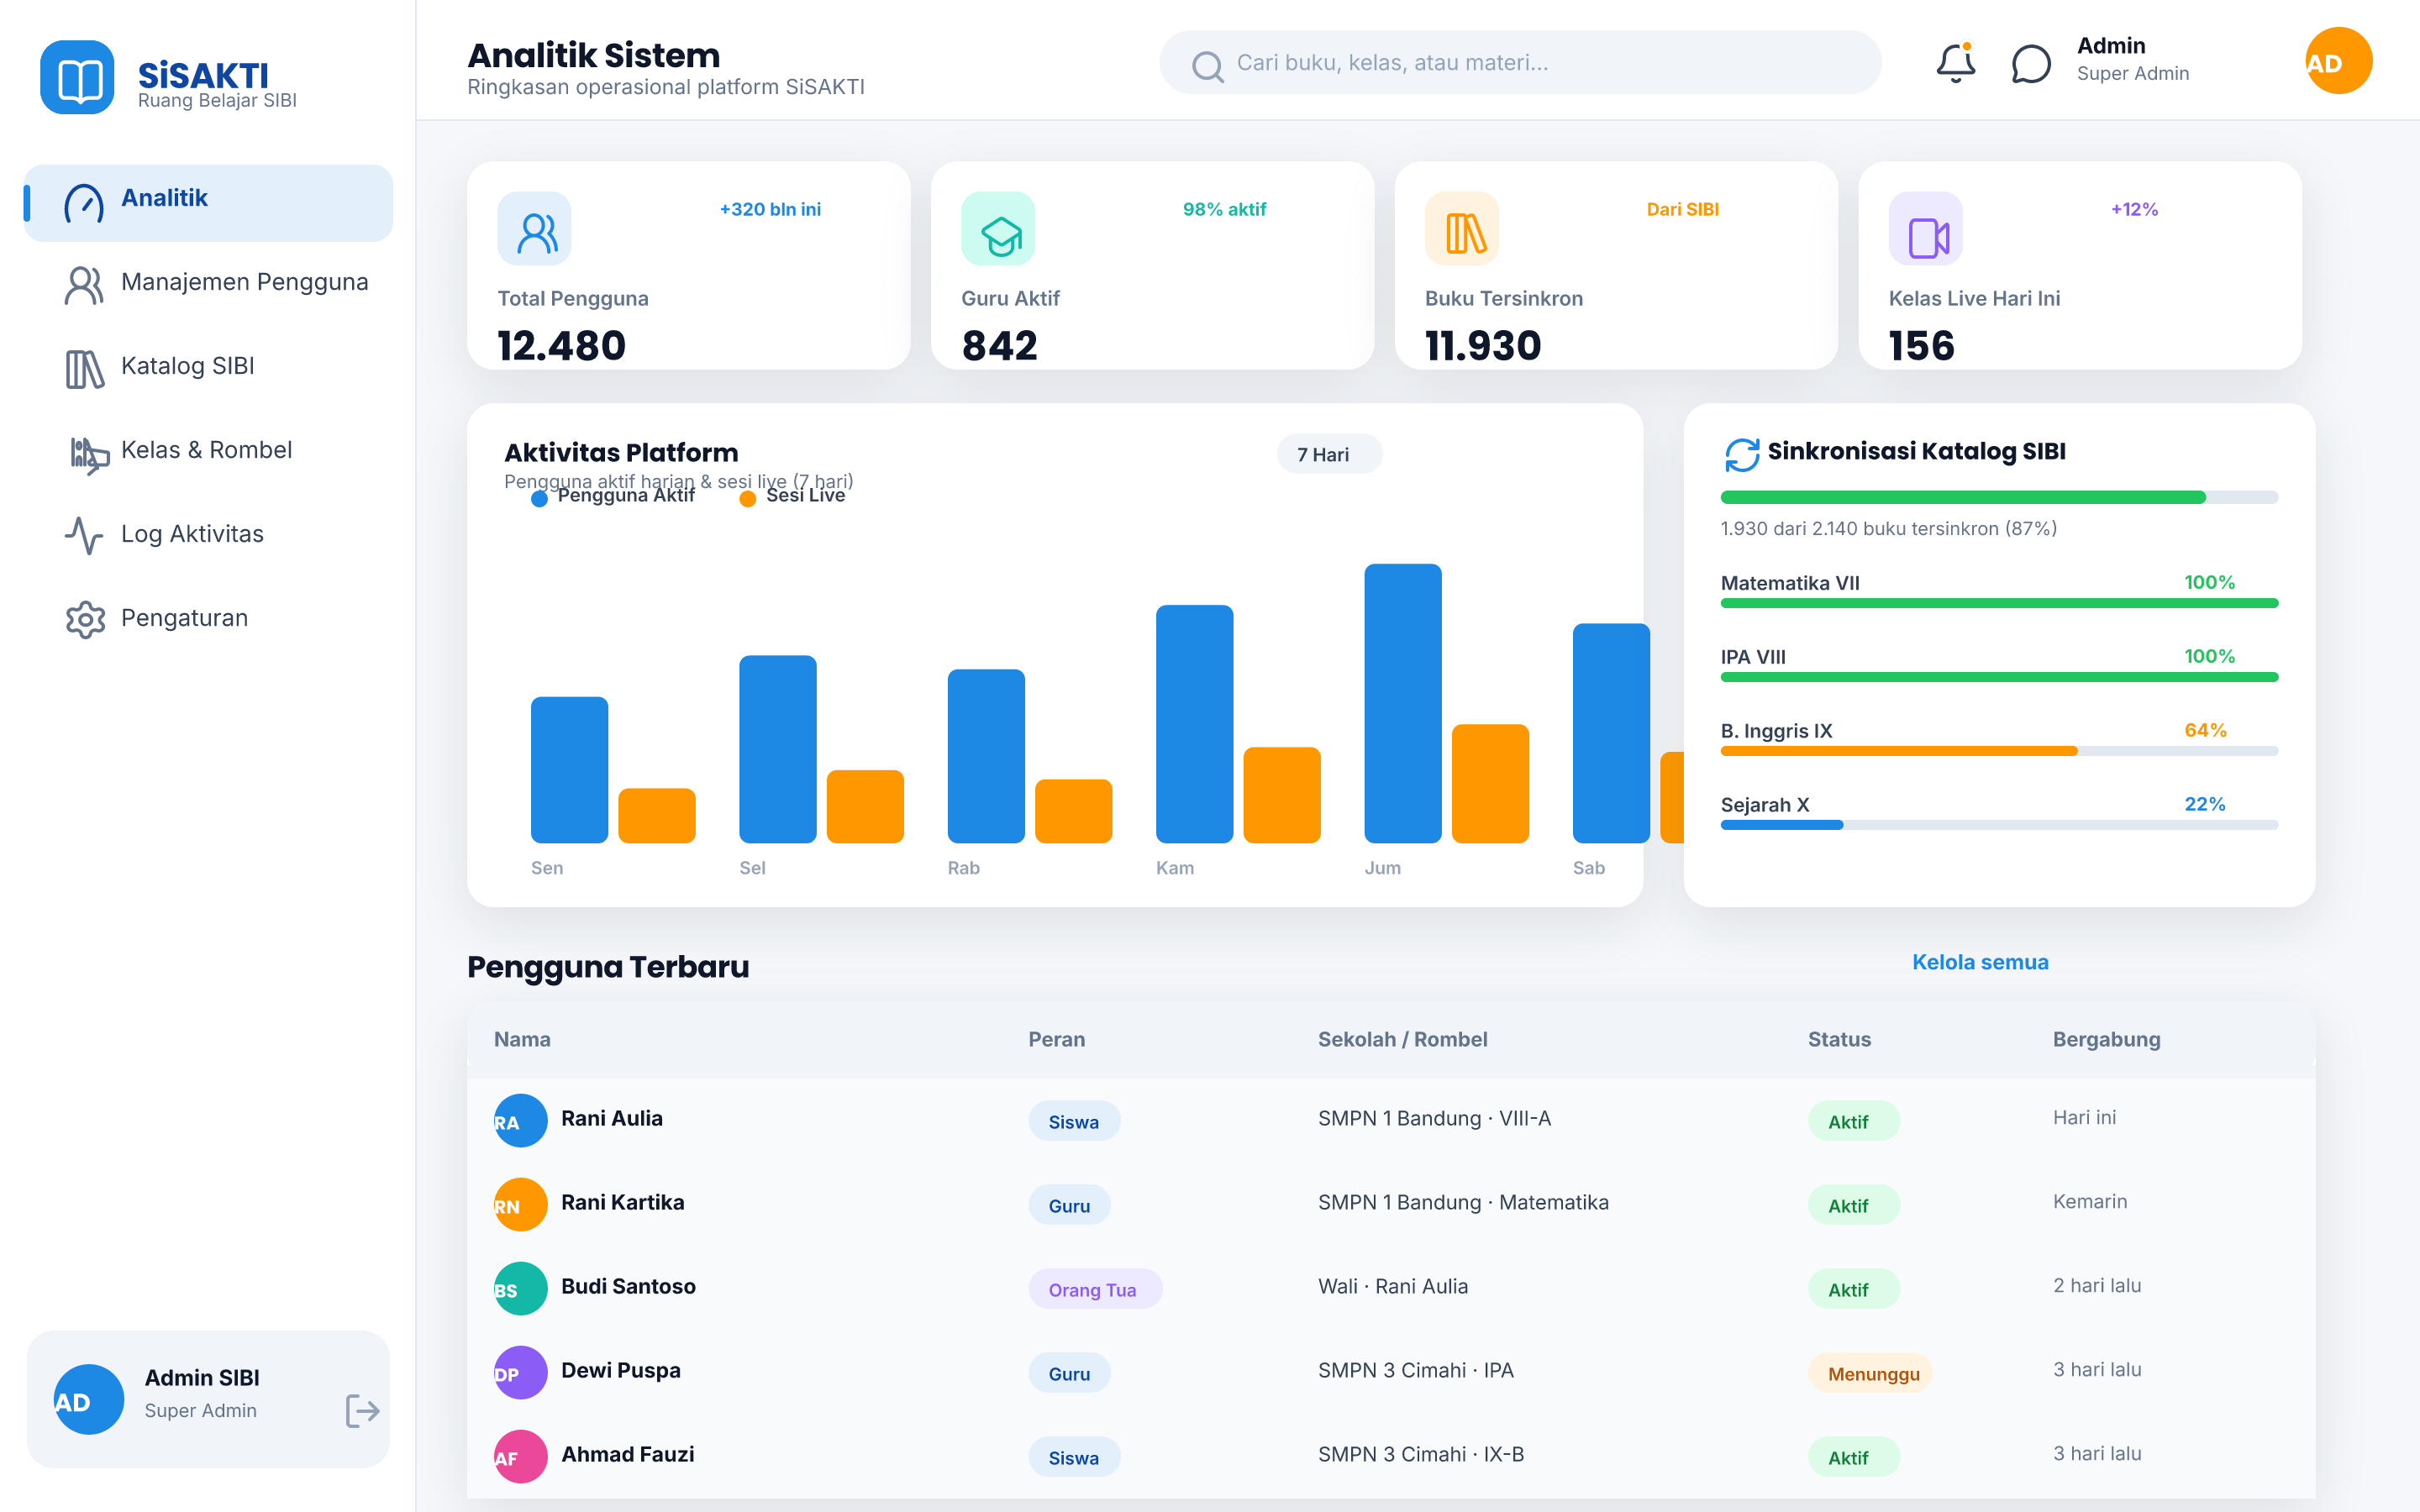 SiSAKTI
Ruang Belajar SIBI
Analitik
Manajemen Pengguna
Katalog SIBI
Kelas & Rombel
Log Aktivitas
Pengaturan
AD
Admin SIBI
Super Admin
Analitik Sistem
Ringkasan operasional platform SiSAKTI
Cari buku, kelas, atau materi...
Admin
Super Admin
AD
+320 bln ini
Total Pengguna
12.480
98% aktif
Guru Aktif
842
Dari SIBI
Buku Tersinkron
11.930
+12%
Kelas Live Hari Ini
156
Aktivitas Platform
7 Hari
Pengguna aktif harian & sesi live (7 hari)
Pengguna Aktif Sesi Live
Sen Sel Rab Kam Jum Sab
Sinkronisasi Katalog SIBI
1.930 dari 2.140 buku tersinkron (87%)
Matematika VII 100%
IPA VIII 100%
B. Inggris IX 64%
Sejarah X 22%
Pengguna Terbaru Kelola semua
Nama Peran Sekolah / Rombel Status Bergabung
RA Rani Aulia Siswa SMPN 1 Bandung · VIII-A Aktif Hari ini
RN Rani Kartika Guru SMPN 1 Bandung · Matematika Aktif Kemarin
BS Budi Santoso Orang Tua Wali · Rani Aulia Aktif 2 hari lalu
DP Dewi Puspa Guru SMPN 3 Cimahi · IPA Menunggu 3 hari lalu
AF Ahmad Fauzi Siswa SMPN 3 Cimahi · IX-B Aktif 3 hari lalu